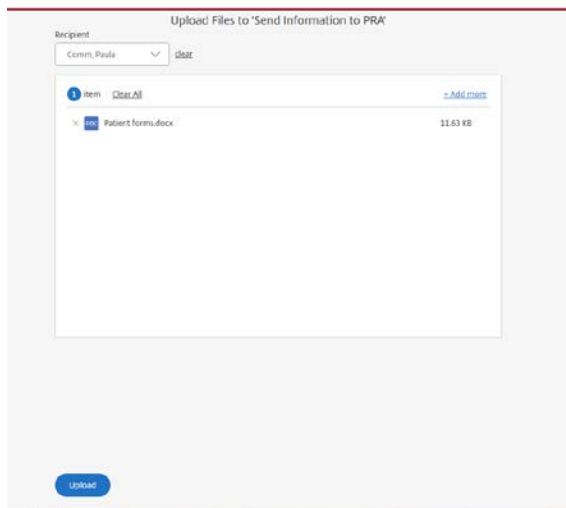 Upload Files to 'Send Information to PRA'
Recipient
Comm, Paula clear
1 item Clear All + Add more
DOC Patient forms.docx 11.63 KB
Upload